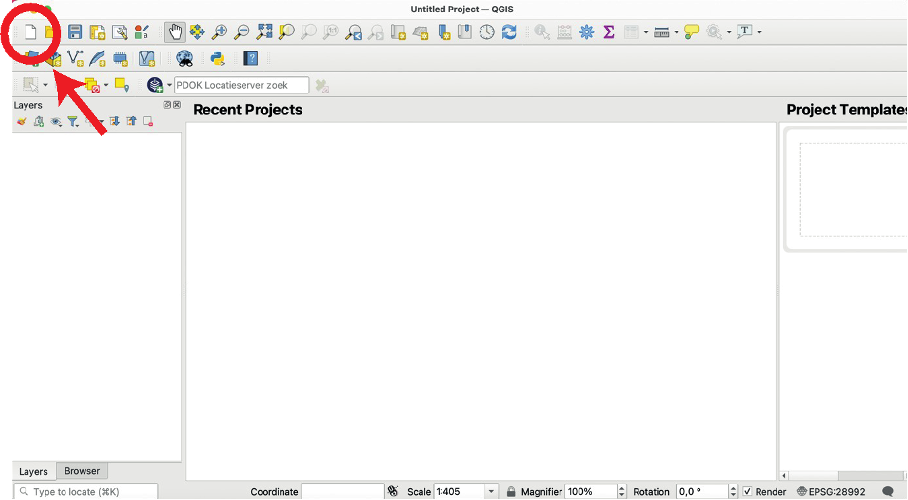 Untitled Project — QGIS
PDOK Locatieserver zoek
Layers
Recent Projects
Project Templates
Layers Browser
Type to locate (⌘K)
Coordinate
Scale 1:405
Magnifier 100%
Rotation 0,0 °
Render
EPSG:28992